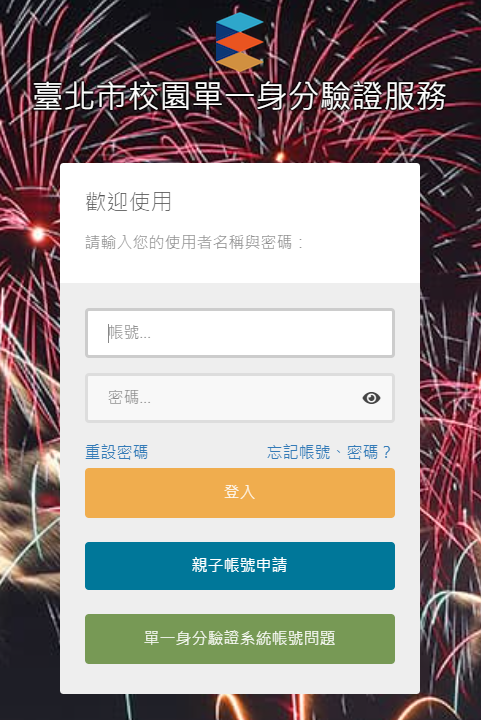 臺北市校園單一身分驗證服務
歡迎使用
請輸入您的使用者名稱與密碼：
帳號...
密碼...
重設密碼
忘記帳號、密碼？
登入
親子帳號申請
單一身分驗證系統帳號問題